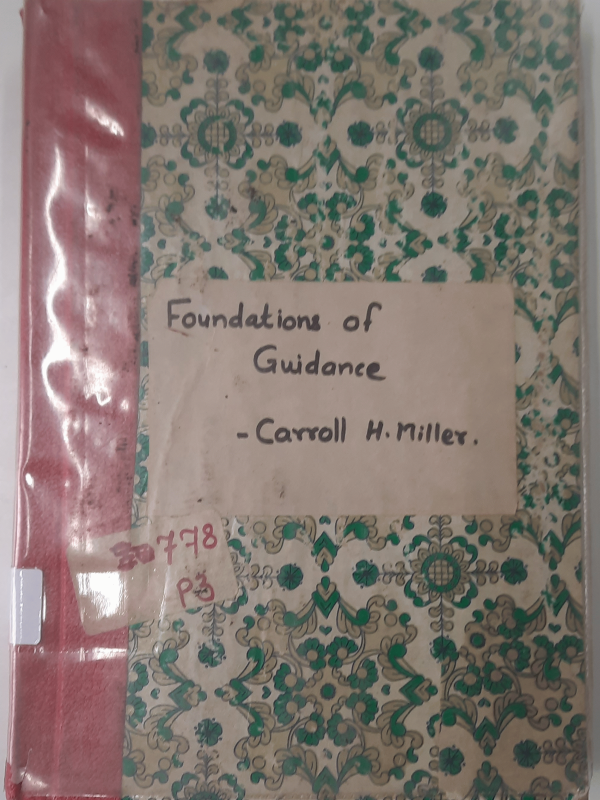 Foundations of
Guidance
- Carroll H. Miller.
778
P3